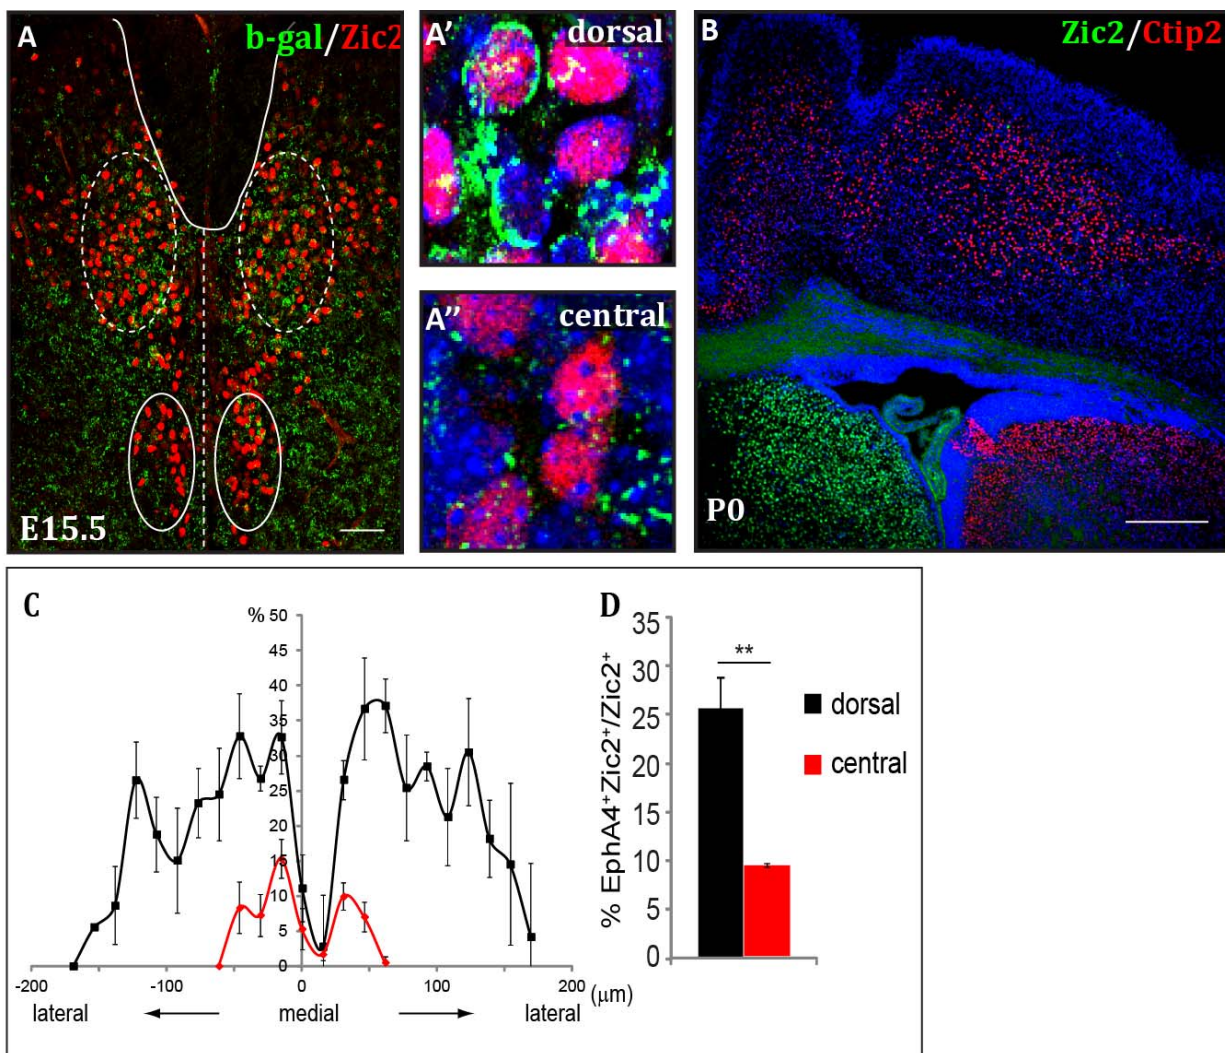 A
b-gal/Zic2
E15.5
A'
dorsal
A''
central
B
Zic2/Ctip2
P0
C
%
50
45
40
35
30
25
20
15
10
5
0
-200
-100
0
100
200
(μm)
lateral
medial
lateral
D
% EphA4⁺Zic2⁺/Zic2⁺
35
30
25
20
15
10
5
0
**
dorsal
central